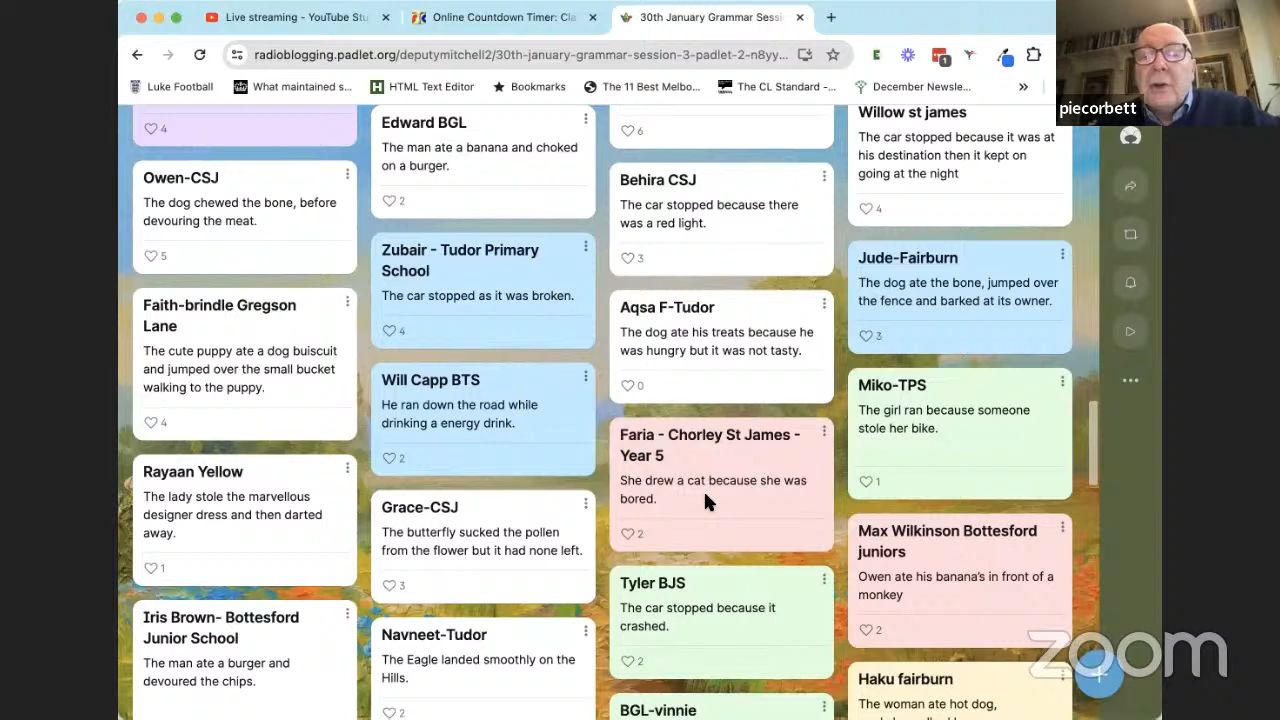 Live streaming - YouTube Stu
Online Countdown Timer: Cla
30th January Grammar Sessi
radioblogging.padlet.org/deputymitchell2/30th-january-grammar-session-3-padlet-2-n8yy...
Luke Football
What maintained s...
HTML Text Editor
Bookmarks
The 11 Best Melbo...
The CL Standard -...
December Newsle...
»
piecorbett
4
Owen-CSJ
The dog chewed the bone, before
devouring the meat.
5
Faith-brindle Gregson
Lane
The cute puppy ate a dog buiscuit
and jumped over the small bucket
walking to the puppy.
4
Rayaan Yellow
The lady stole the marvellous
designer dress and then darted
away.
1
Iris Brown- Bottesford
Junior School
The man ate a burger and
devoured the chips.
Edward BGL
The man ate a banana and choked
on a burger.
2
Zubair - Tudor Primary
School
The car stopped as it was broken.
4
Will Capp BTS
He ran down the road while
drinking a energy drink.
2
Grace-CSJ
The butterfly sucked the pollen
from the flower but it had none left.
3
Navneet-Tudor
The Eagle landed smoothly on the
Hills.
2
6
Behira CSJ
The car stopped because there
was a red light.
3
Aqsa F-Tudor
The dog ate his treats because he
was hungry but it was not tasty.
0
Faria - Chorley St James -
Year 5
She drew a cat because she was
bored.
2
Tyler BJS
The car stopped because it
crashed.
2
BGL-vinnie
Willow st james
The car stopped because it was at
his destination then it kept on
going at the night
4
Jude-Fairburn
The dog ate the bone, jumped over
the fence and barked at its owner.
3
Miko-TPS
The girl ran because someone
stole her bike.
1
Max Wilkinson Bottesford
juniors
Owen ate his banana's in front of a
monkey
2
Haku fairburn
The woman ate hot dog,
zoom